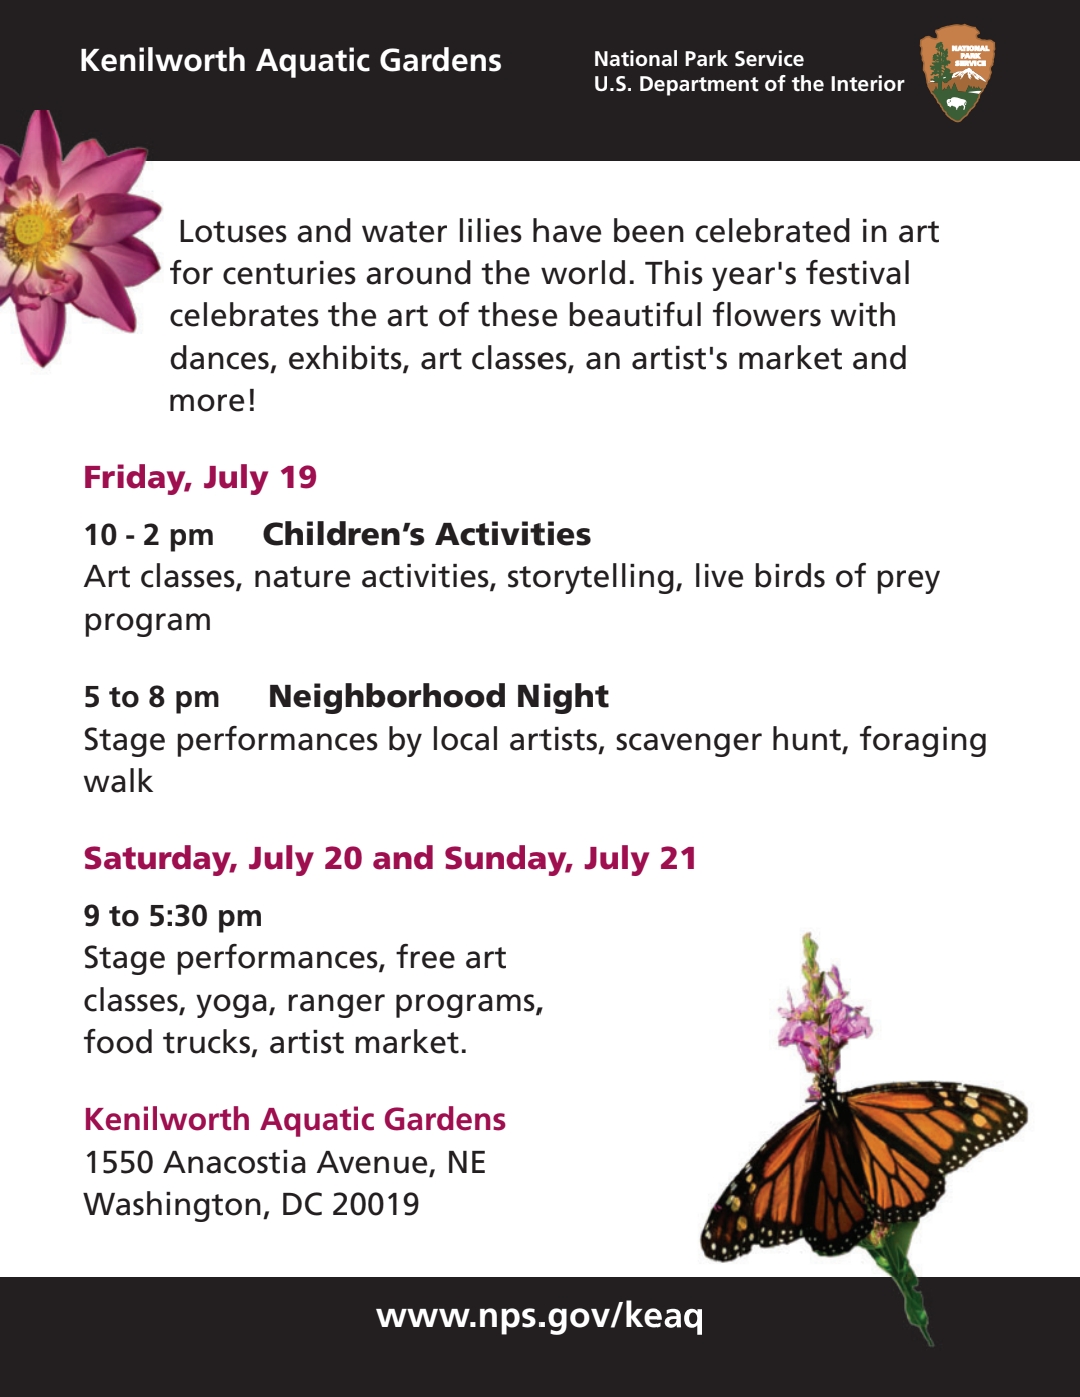 Kenilworth Aquatic Gardens
National Park Service
U.S. Department of the Interior
NATIONAL
PARK
SERVICE
Lotuses and water lilies have been celebrated in art
for centuries around the world. This year's festival
celebrates the art of these beautiful flowers with
dances, exhibits, art classes, an artist's market and
more!
Friday, July 19
10 - 2 pm Children’s Activities
Art classes, nature activities, storytelling, live birds of prey
program
5 to 8 pm Neighborhood Night
Stage performances by local artists, scavenger hunt, foraging
walk
Saturday, July 20 and Sunday, July 21
9 to 5:30 pm
Stage performances, free art
classes, yoga, ranger programs,
food trucks, artist market.
Kenilworth Aquatic Gardens
1550 Anacostia Avenue, NE
Washington, DC 20019
www.nps.gov/keaq